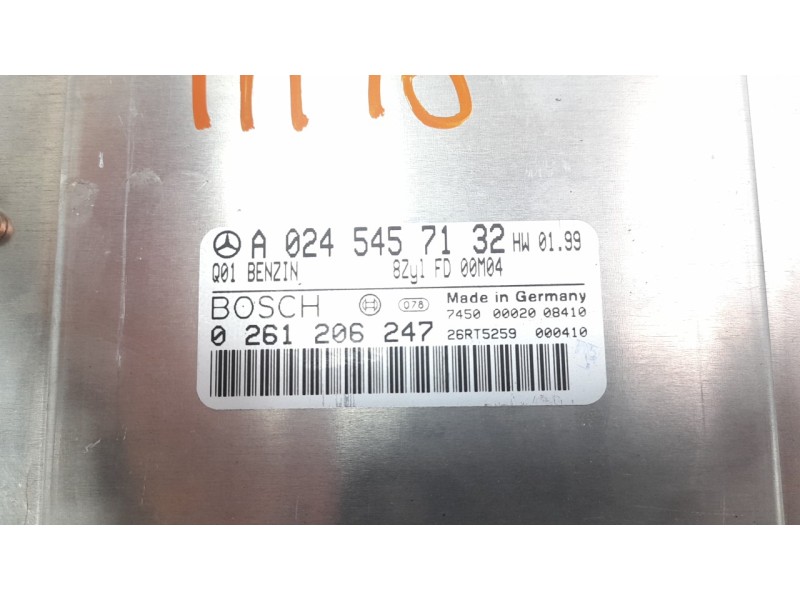 A 024 545 71 32 HW 01.99
Q01 BENZIN 8Zyl FD 00M04
BOSCH 078 Made in Germany
7450 00020 08410
0 261 206 247 26RT5259 000410